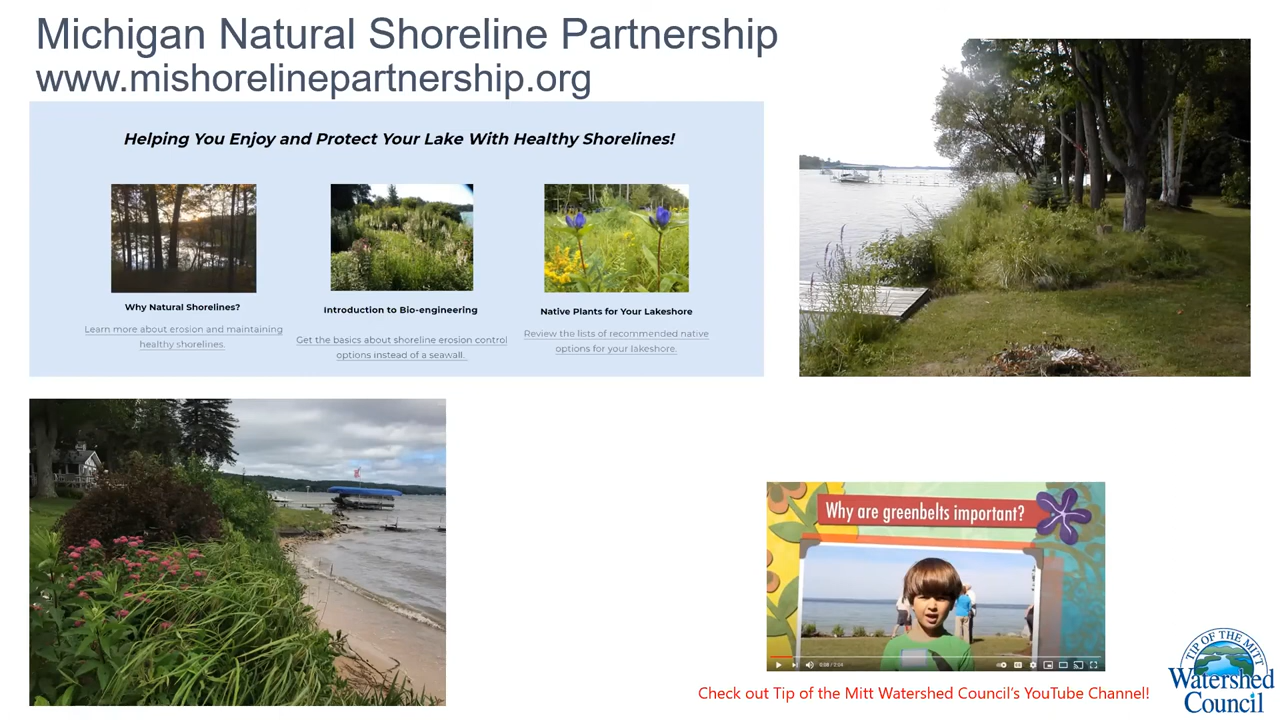 Michigan Natural Shoreline Partnership
www.mishorelinepartnership.org
Helping You Enjoy and Protect Your Lake With Healthy Shorelines!
Why Natural Shorelines?
Learn more about erosion and maintaining
healthy shorelines.
Introduction to Bio-engineering
Get the basics about shoreline erosion control
options instead of a seawall.
Native Plants for Your Lakeshore
Review the lists of recommended native
options for your lakeshore.
Why are greenbelts important?
Check out Tip of the Mitt Watershed Council's YouTube Channel!
TIP OF THE MITT
Watershed
Council